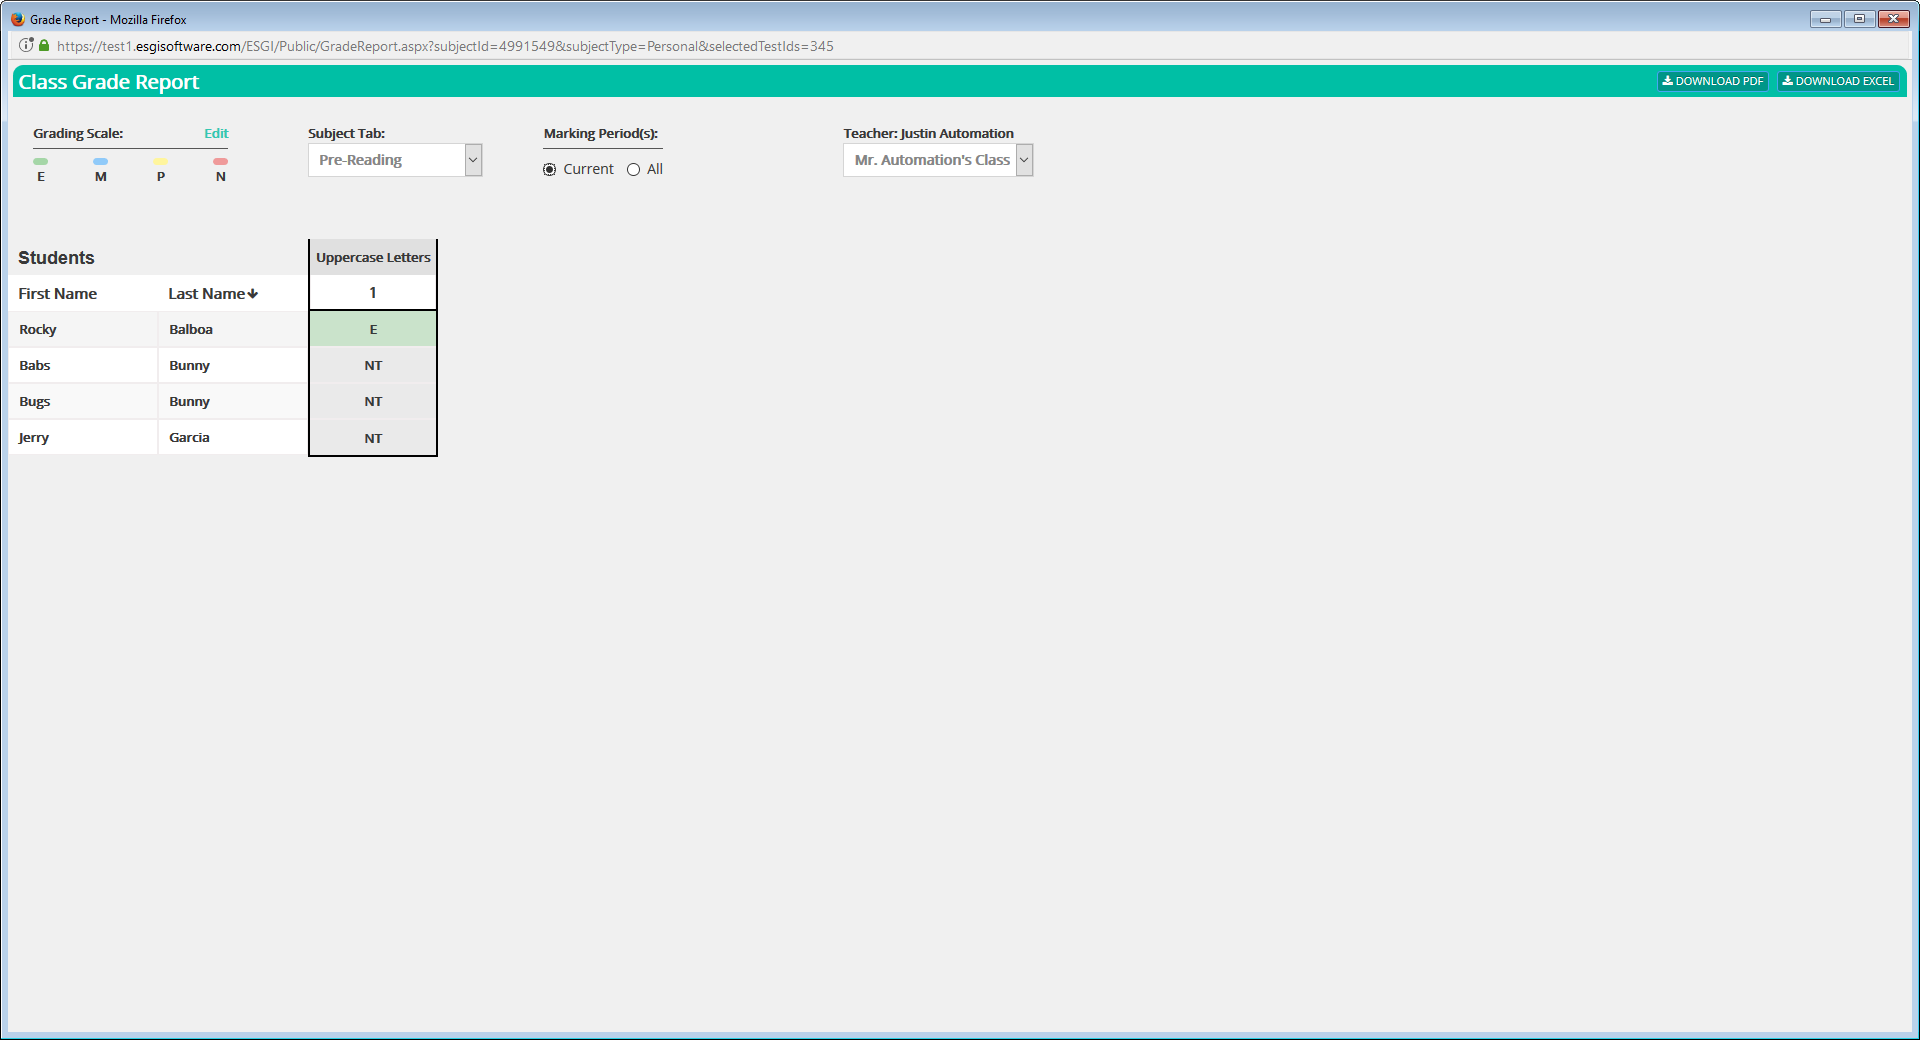 Grade Report - Mozilla Firefox
https://test1.esgisoftware.com/ESGI/Public/GradeReport.aspx?subjectId=4991549&subjectType=Personal&selectedTestIds=345
Class Grade Report
DOWNLOAD PDF DOWNLOAD EXCEL
Grading Scale: Edit Subject Tab: Marking Period(s): Teacher: Justin Automation
Pre-Reading Current All Mr. Automation's Class
E M P N
Students Uppercase Letters
First Name Last Name 1
Rocky Balboa E
Babs Bunny NT
Bugs Bunny NT
Jerry Garcia NT